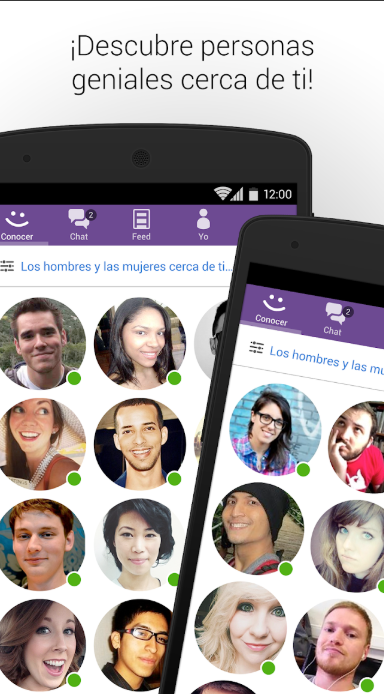 ¡Descubre personas
geniales cerca de ti!
12:00
Conocer
2
Chat
Feed
Yo
Los hombres y las mujeres cerca de ti...
Conocer
2
Chat
Los hombres y las mu